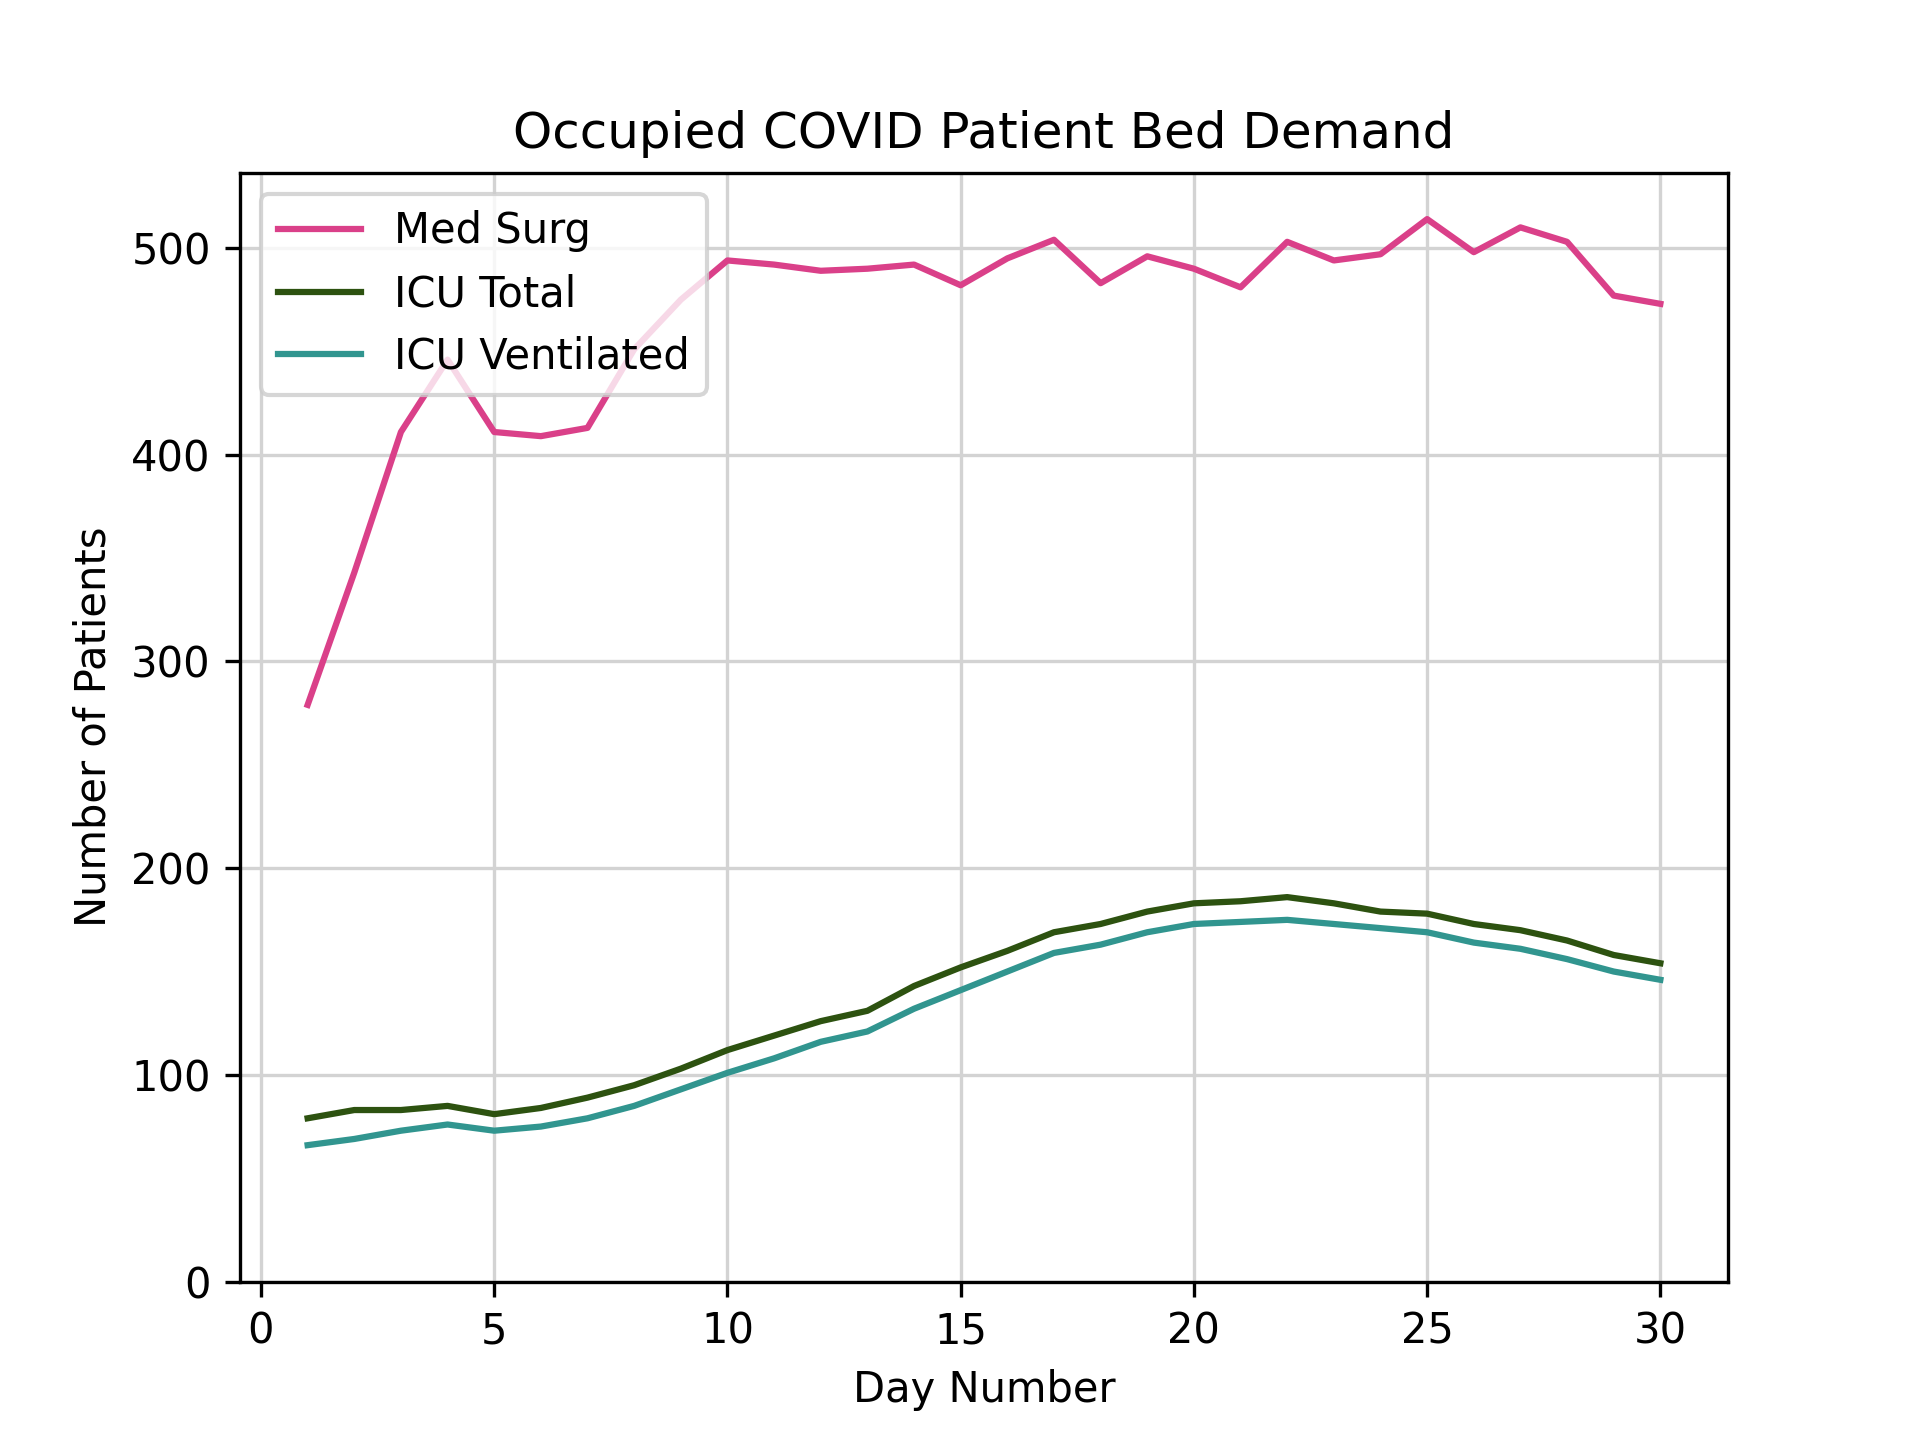 Occupied COVID Patient Bed Demand
Med Surg
ICU Total
ICU Ventilated
Number of Patients
500
400
300
200
100
0
0 5 10 15 20 25 30
Day Number